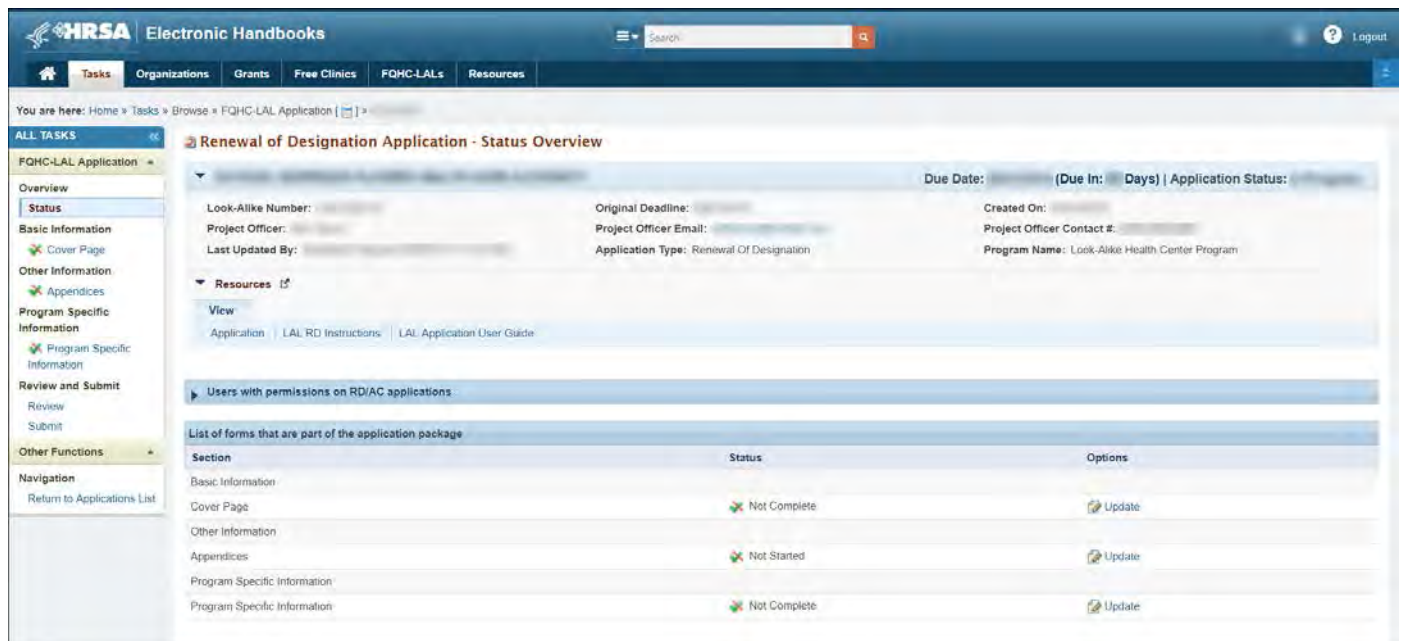 HRSA Electronic Handbooks Search Logout
Tasks Organizations Grants Free Clinics FQHC-LALs Resources
You are here: Home » Tasks » Browse » FQHC-LAL Application [ ] »
ALL TASKS «
FQHC-LAL Application
Overview
Status
Basic Information
Cover Page
Other Information
Appendices
Program Specific
Information
Program Specific
Information
Review and Submit
Review
Submit
Other Functions
Navigation
Return to Applications List
Renewal of Designation Application - Status Overview
Due Date: (Due In: Days) | Application Status:
Look-Alike Number: Original Deadline: Created On:
Project Officer: Project Officer Email: Project Officer Contact #:
Last Updated By: Application Type: Renewal Of Designation Program Name: Look-Alike Health Center Program
Resources
View
Application | LAL RD Instructions | LAL Application User Guide
Users with permissions on RD/AC applications
List of forms that are part of the application package
Section Status Options
Basic Information
Cover Page Not Complete Update
Other Information
Appendices Not Started Update
Program Specific Information
Program Specific Information Not Complete Update